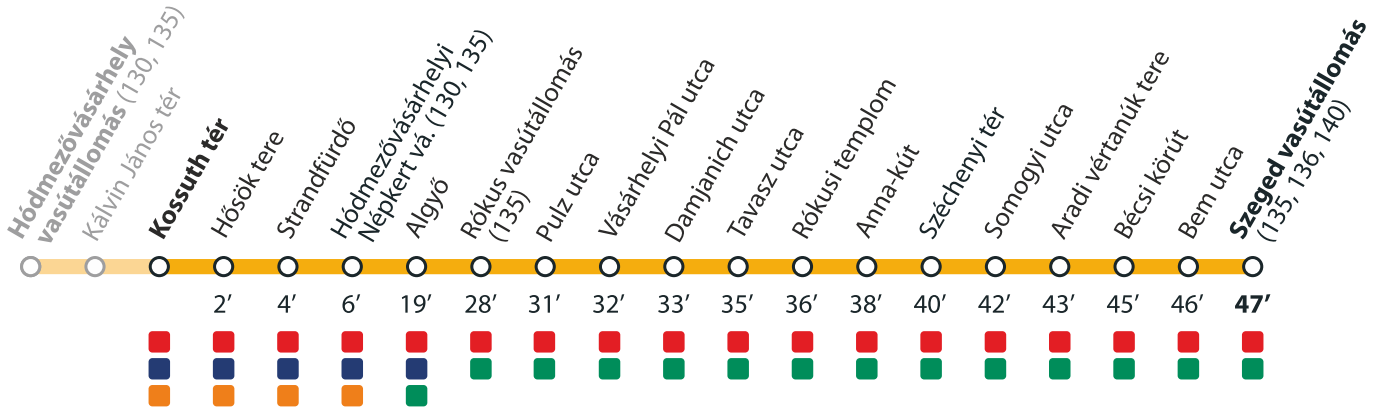 Hódmezővásárhely
vasútállomás (130, 135)
Kálvin János tér
Kossuth tér
Hősök tere
Strandfürdő
Hódmezővásárhelyi
Népkert vá. (130, 135)
Algyő
Rókus vasútállomás
(135)
Pulz utca
Vásárhelyi Pál utca
Damjanich utca
Tavasz utca
Rókusi templom
Anna-kút
Széchenyi tér
Somogyi utca
Aradi vértanúk tere
Bécsi körút
Bem utca
Szeged vasútállomás
(135, 136, 140)
2’ 4’ 6’ 19’ 28’ 31’ 32’ 33’ 35’ 36’ 38’ 40’ 42’ 43’ 45’ 46’ 47’